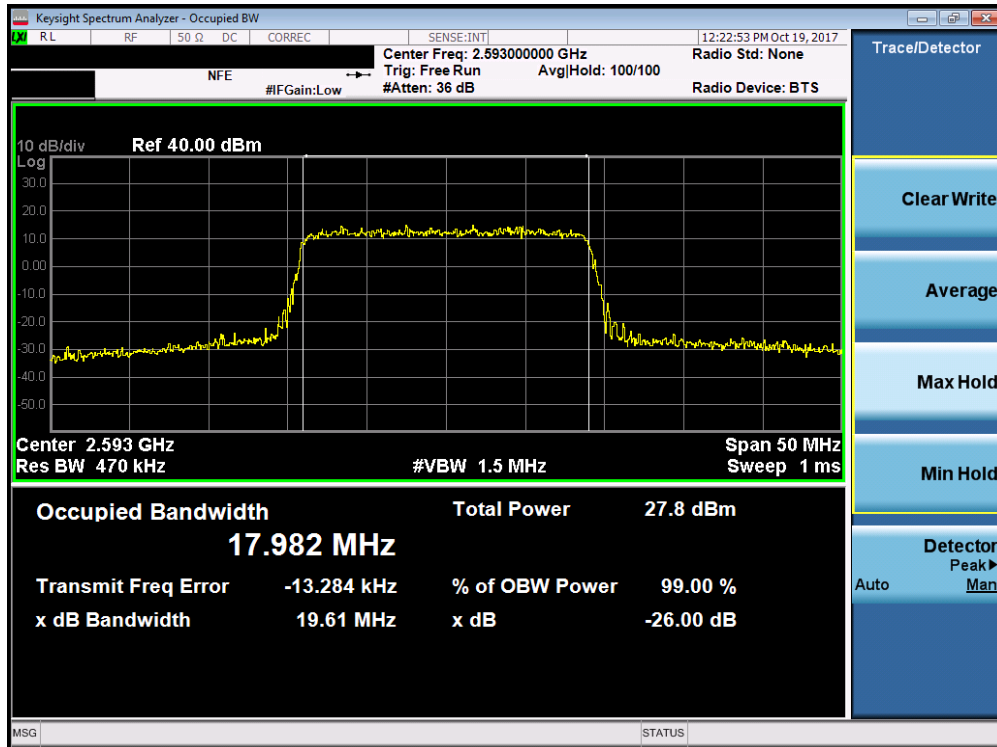 Keysight Spectrum Analyzer - Occupied BW
LXI RL RF 50 Ω DC CORREC SENSE:INT 12:22:53 PM Oct 19, 2017
Center Freq: 2.593000000 GHz Radio Std: None
NFE Trig: Free Run Avg|Hold: 100/100
#IFGain:Low #Atten: 36 dB Radio Device: BTS
Trace/Detector
10 dB/div Ref 40.00 dBm
Log
30.0
20.0
10.0
0.00
-10.0
-20.0
-30.0
-40.0
-50.0
Center 2.593 GHz Span 50 MHz
Res BW 470 kHz #VBW 1.5 MHz Sweep 1 ms
Occupied Bandwidth Total Power 27.8 dBm
17.982 MHz
Transmit Freq Error -13.284 kHz % of OBW Power 99.00 %
x dB Bandwidth 19.61 MHz x dB -26.00 dB
Clear Write
Average
Max Hold
Min Hold
Detector
Peak▶
Auto Man
MSG STATUS